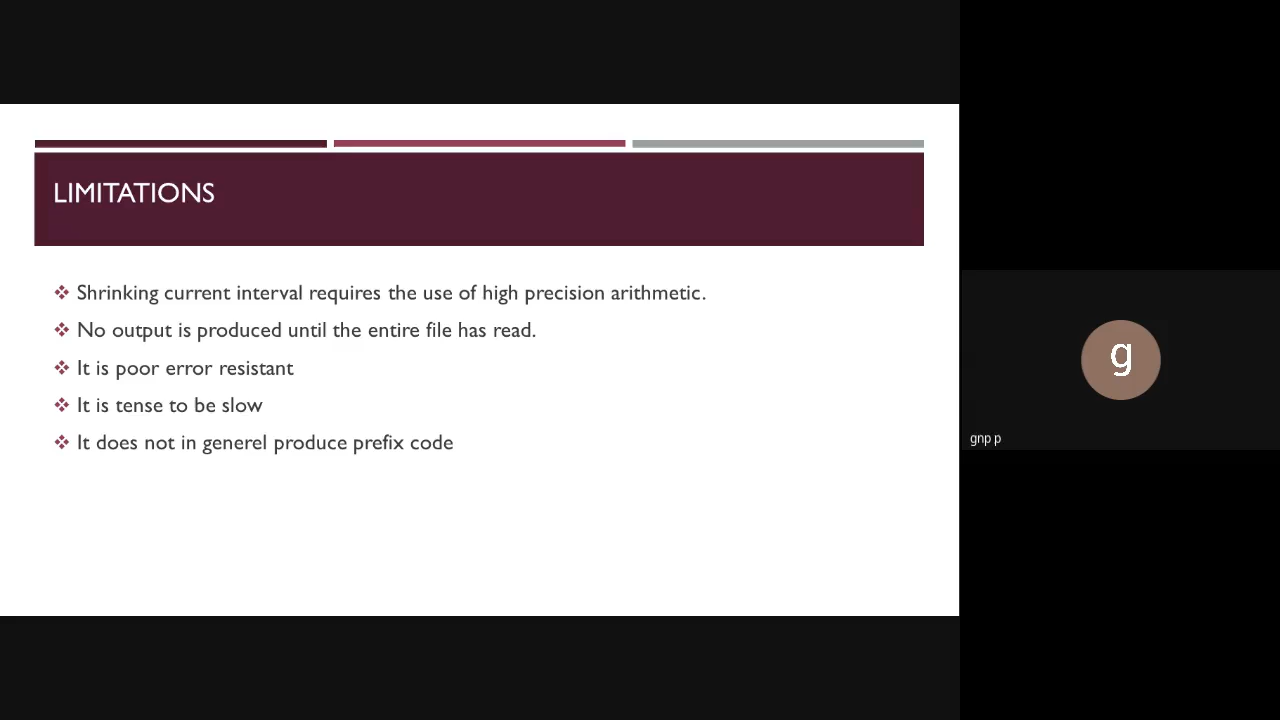 LIMITATIONS
Shrinking current interval requires the use of high precision arithmetic.
No output is produced until the entire file has read.
It is poor error resistant
It is tense to be slow
It does not in generel produce prefix code
g
gnp p